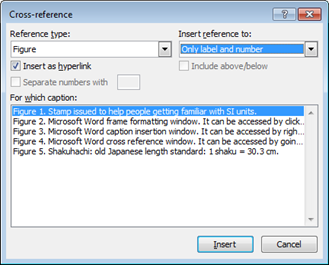 Cross-reference
Reference type: Insert reference to:
Figure Only label and number
Insert as hyperlink Include above/below
Separate numbers with
For which caption:
Figure 1. Stamp issued to help people getting familiar with SI units.
Figure 2. Microsoft Word frame formatting window. It can be accessed by click...
Figure 3. Microsoft Word caption insertion window. It can be accessed by righ...
Figure 4. Microsoft Word cross reference window. It can be accessed by goin...
Figure 5. Shakuhachi: old Japanese length standard: 1 shaku = 30.3 cm.
Insert Cancel